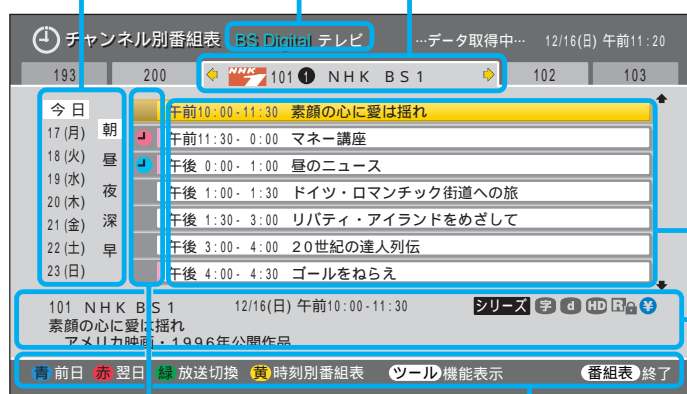 チャンネル別番組表 BS Digital テレビ …データ取得中… 12/16(日) 午前11:20
193 200 NHK 101 ❶ NHK BS1 102 103
今日
17(月)
18(火)
19(水)
20(木)
21(金)
22(土)
23(日)
朝
昼
夜
深
早
午前10:00-11:30 素顔の心に愛は揺れ
午前11:30- 0:00 マネー講座
午後 0:00- 1:00 昼のニュース
午後 1:00- 1:30 ドイツ・ロマンチック街道への旅
午後 1:30- 3:00 リバティ・アイランドをめざして
午後 3:00- 4:00 20世紀の達人列伝
午後 4:00- 4:30 ゴールをねらえ
101 NHK BS1 12/16(日) 午前10:00-11:30 シリーズ 字 d HD R ¥
素顔の心に愛は揺れ
アメリカ映画・1996年公開作品
青 前日 赤 翌日 緑 放送切換 黄 時刻別番組表 ツール 機能表示 番組表 終了